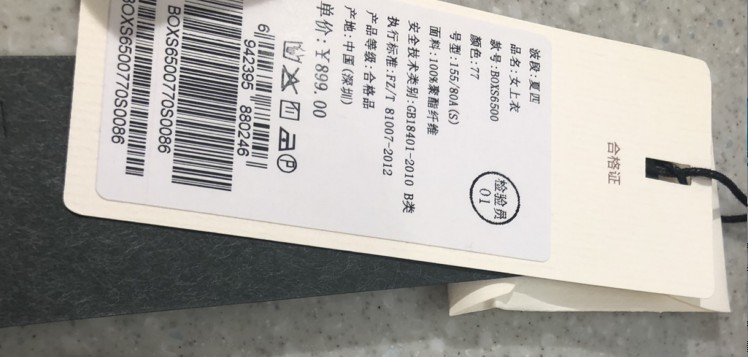 合格证
波段:夏四
品名:女上衣
款号:BOXS6500
颜色:77
号型:155/80A(S)
面料:100%聚酯纤维
安全技术类别:GB18401-2010 B类
执行标准:FZ/T 81007-2012
产品等级:合格品
产地:中国(深圳)
单价:￥899.00
检验员
01
6 942395 880246
BOXS6500770S0086
BOXS6500770S0086